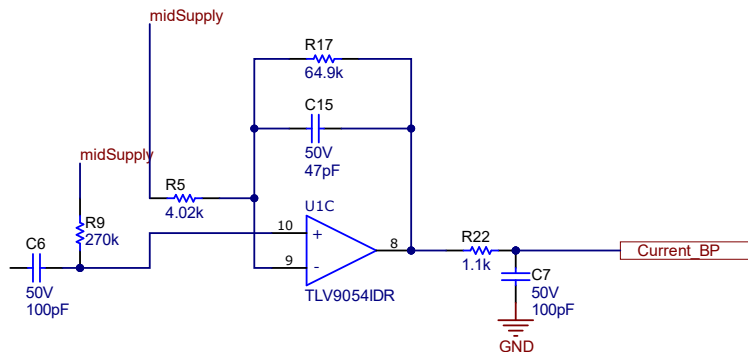 midSupply
R17
64.9k
C15
50V
47pF
midSupply
R5
4.02k
R9
270k
U1C
10
+
9
-
8
TLV9054IDR
C6
50V
100pF
R22
1.1k
Current_BP
C7
50V
100pF
GND